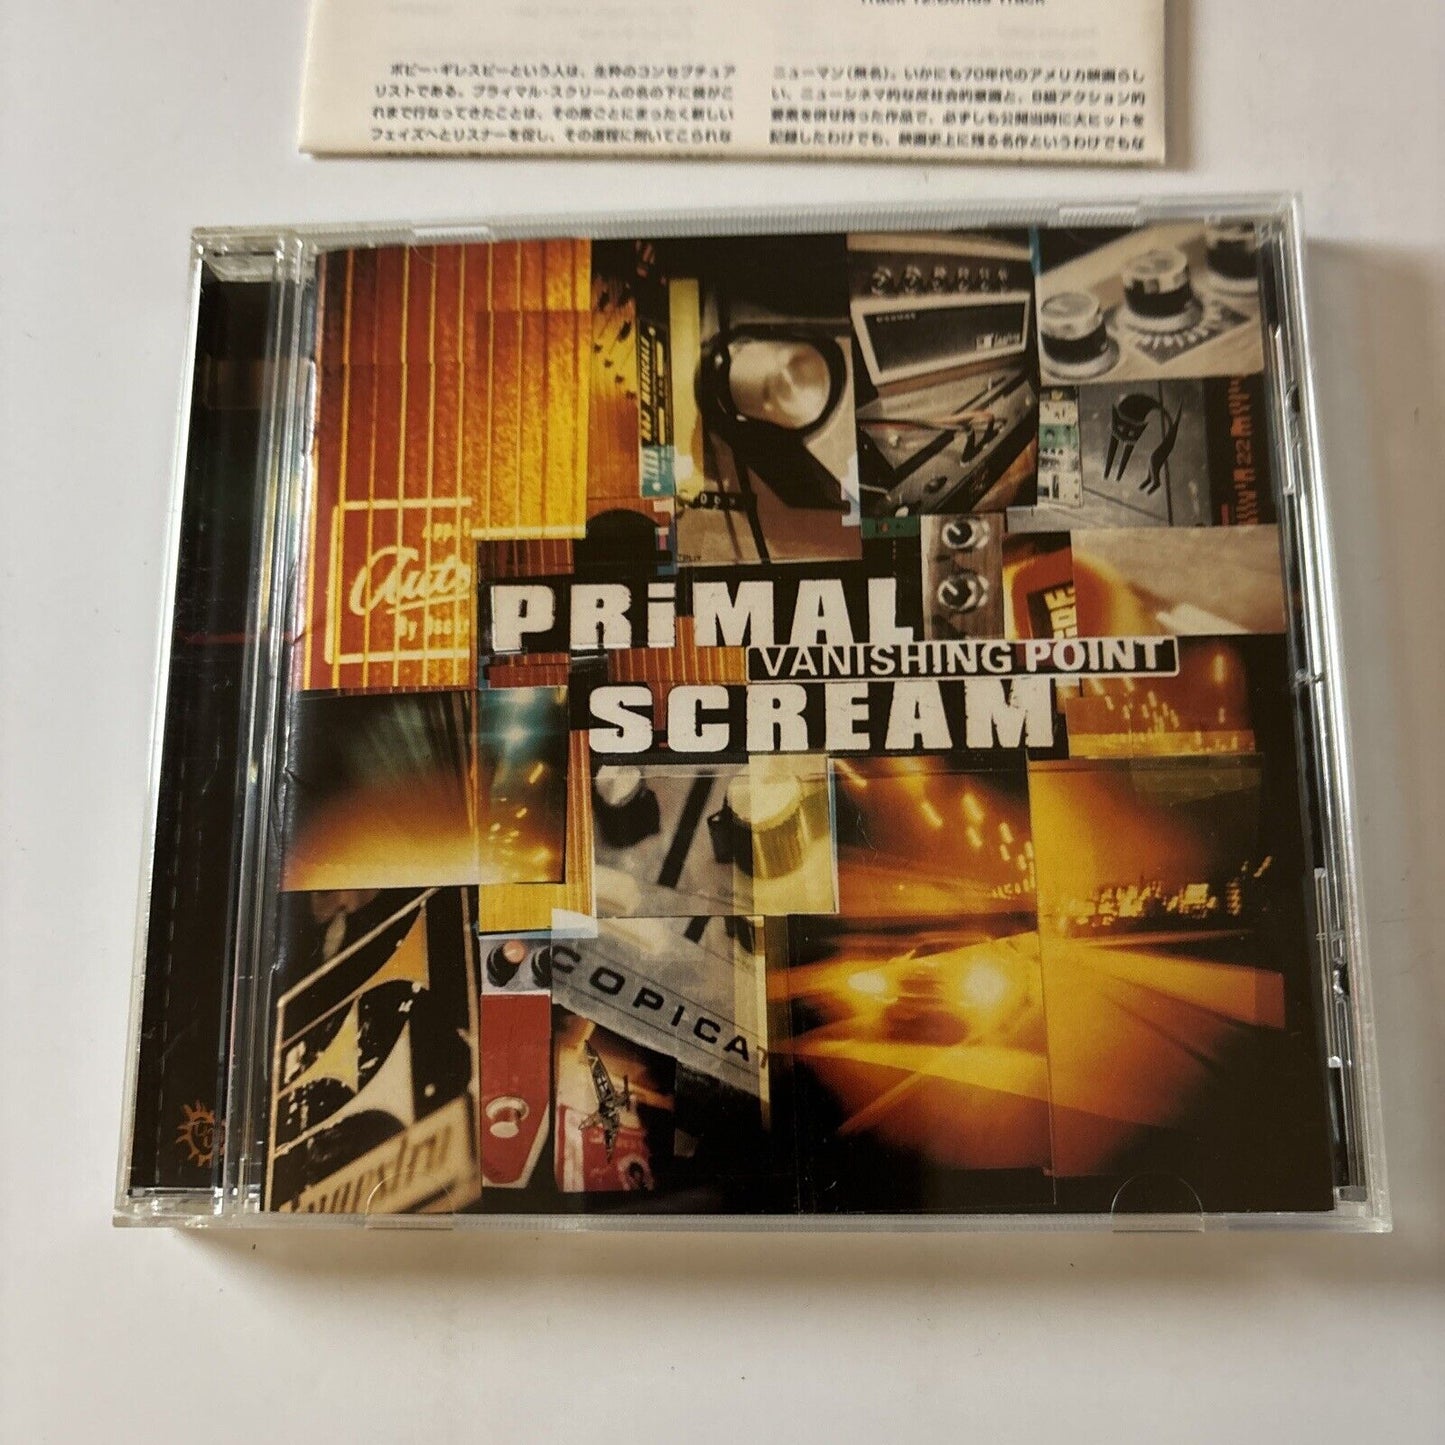 Track 12:Bonus Track
ボビー・ギレスピーという人は、生粋のコンセプチュア
リストである。プライマル・スクリームの名の下に彼がこ
れまで行なってきたことは、その度ごとにまったく新しい
フェイズへとリスナーを促し、その道程に附いてこられな
ニューマン（無名）。いかにも70年代のアメリカ映画らし
い、ニューシネマ的な反社会的意識と、B級アクション的
要素を併せ持った作品で、必ずしも公開当時に大ヒットを
記録したわけでも、映画史上に残る名作というわけでもな
Auto
PRiMAL
VANISHING POINT
SCREAM
COPICAT